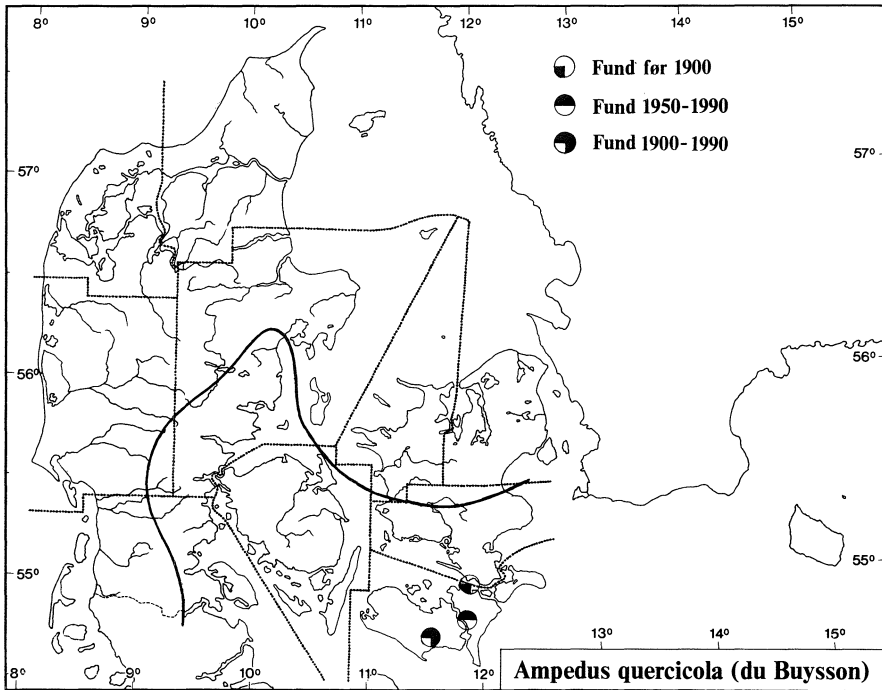 8° 9° 10° 11° 12° 13° 14° 15°
Fund før 1900
Fund 1950-1990
Fund 1900-1990
57° 57°
56° 56°
55° 55°
13° 14° 15°
8° 9° 10° 11° 12°
Ampedus quercicola (du Buysson)